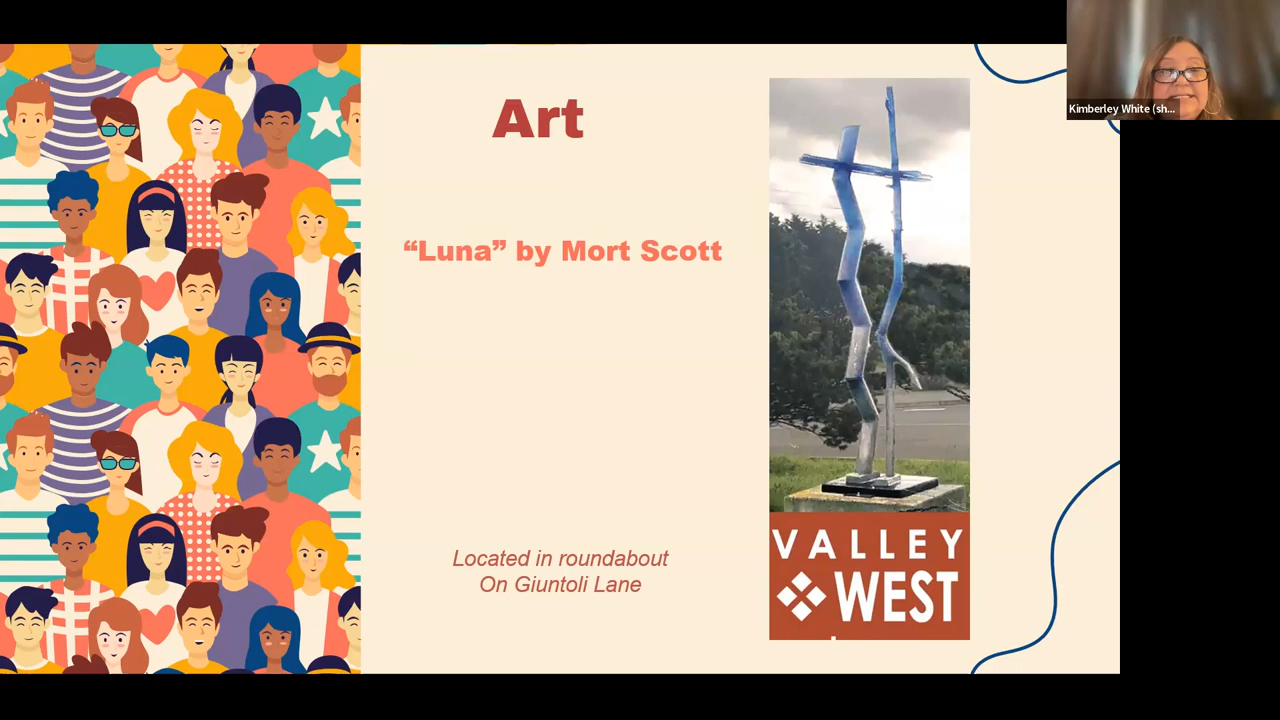 Art
“Luna” by Mort Scott
Located in roundabout
On Giuntoli Lane
VALLEY
WEST
Kimberley White (sh...